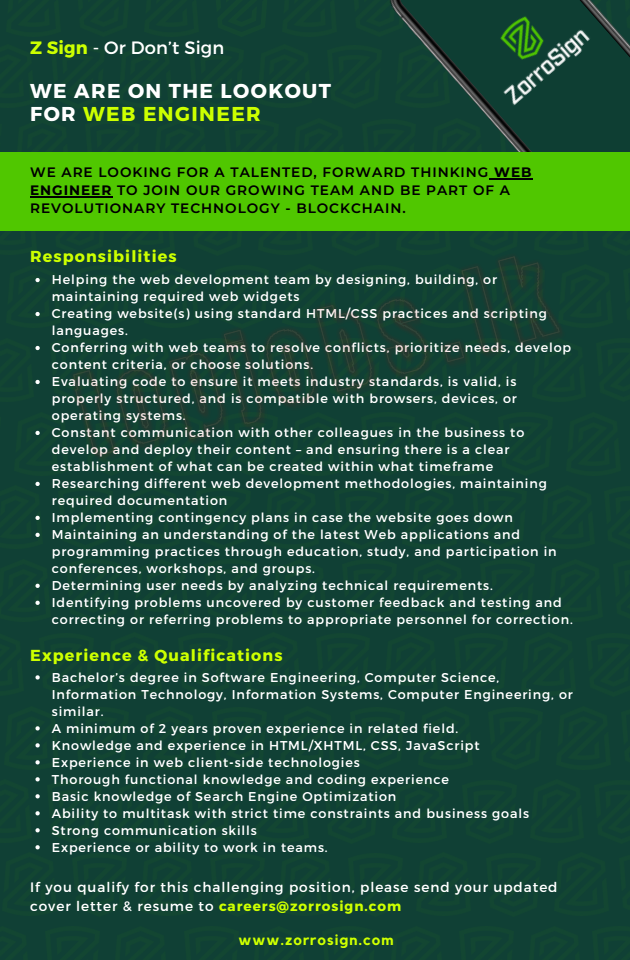 Z Sign - Or Don't Sign
ZorroSign
WE ARE ON THE LOOKOUT
FOR WEB ENGINEER
WE ARE LOOKING FOR A TALENTED, FORWARD THINKING WEB
ENGINEER TO JOIN OUR GROWING TEAM AND BE PART OF A
REVOLUTIONARY TECHNOLOGY - BLOCKCHAIN.
Responsibilities
• Helping the web development team by designing, building, or
maintaining required web widgets
• Creating website(s) using standard HTML/CSS practices and scripting
languages.
• Conferring with web teams to resolve conflicts, prioritize needs, develop
content criteria, or choose solutions.
• Evaluating code to ensure it meets industry standards, is valid, is
properly structured, and is compatible with browsers, devices, or
operating systems.
• Constant communication with other colleagues in the business to
develop and deploy their content – and ensuring there is a clear
establishment of what can be created within what timeframe
• Researching different web development methodologies, maintaining
required documentation
• Implementing contingency plans in case the website goes down
• Maintaining an understanding of the latest Web applications and
programming practices through education, study, and participation in
conferences, workshops, and groups.
• Determining user needs by analyzing technical requirements.
• Identifying problems uncovered by customer feedback and testing and
correcting or referring problems to appropriate personnel for correction.
topjobs.lk
Experience & Qualifications
• Bachelor's degree in Software Engineering, Computer Science,
Information Technology, Information Systems, Computer Engineering, or
similar.
• A minimum of 2 years proven experience in related field.
• Knowledge and experience in HTML/XHTML, CSS, JavaScript
• Experience in web client-side technologies
• Thorough functional knowledge and coding experience
• Basic knowledge of Search Engine Optimization
• Ability to multitask with strict time constraints and business goals
• Strong communication skills
• Experience or ability to work in teams.
If you qualify for this challenging position, please send your updated
cover letter & resume to careers@zorrosign.com
www.zorrosign.com